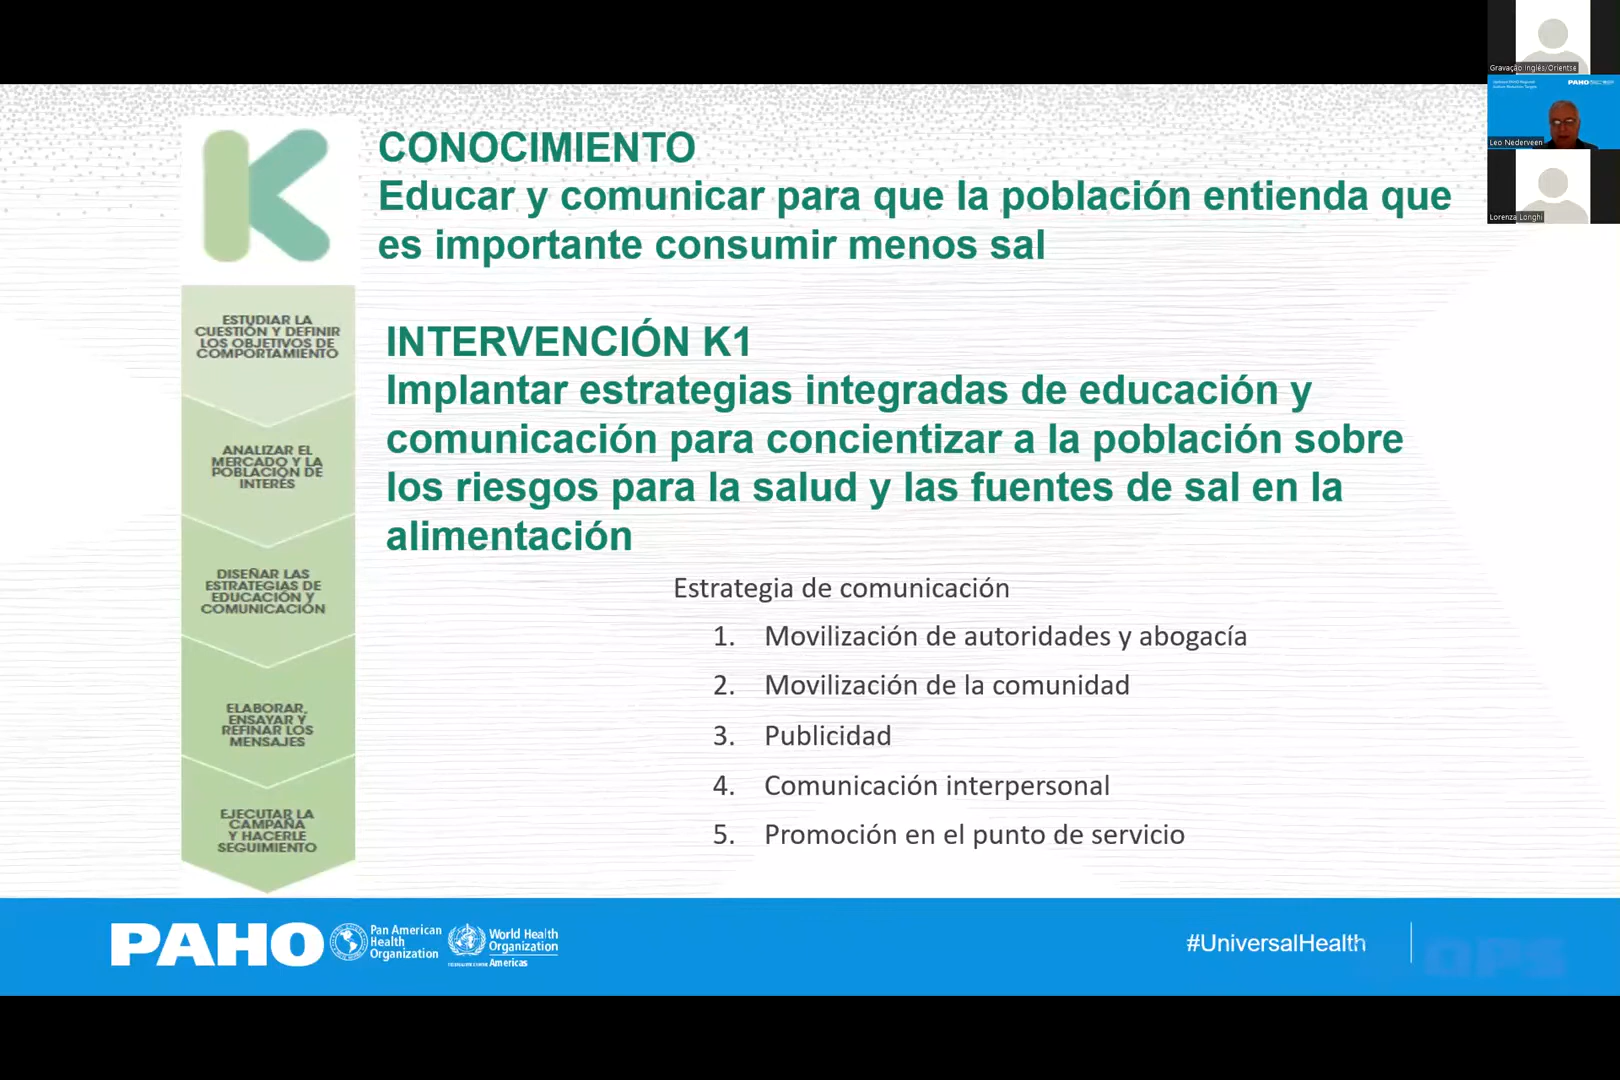 CONOCIMIENTO
Educar y comunicar para que la población entienda que
es importante consumir menos sal
INTERVENCIÓN K1
Implantar estrategias integradas de educación y
comunicación para concientizar a la población sobre
los riesgos para la salud y las fuentes de sal en la
alimentación
Estrategia de comunicación
1. Movilización de autoridades y abogacía
2. Movilización de la comunidad
3. Publicidad
4. Comunicación interpersonal
5. Promoción en el punto de servicio
K
ESTUDIAR LA
CUESTIÓN Y DEFINIR
LOS OBJETIVOS DE
COMPORTAMIENTO
ANALIZAR EL
MERCADO Y LA
POBLACIÓN DE
INTERÉS
DISEÑAR LAS
ESTRATEGIAS DE
EDUCACIÓN Y
COMUNICACIÓN
ELABORAR,
ENSAYAR Y
REFINAR LOS
MENSAJES
EJECUTAR LA
CAMPAÑA
Y HACERLE
SEGUIMIENTO
PAHO
Pan American
Health
Organization
World Health
Organization
Americas
#UniversalHealth
OPS
Gravação Inglés/Orientse
PAHO
Leo Nederveen
Lorenza Longhi